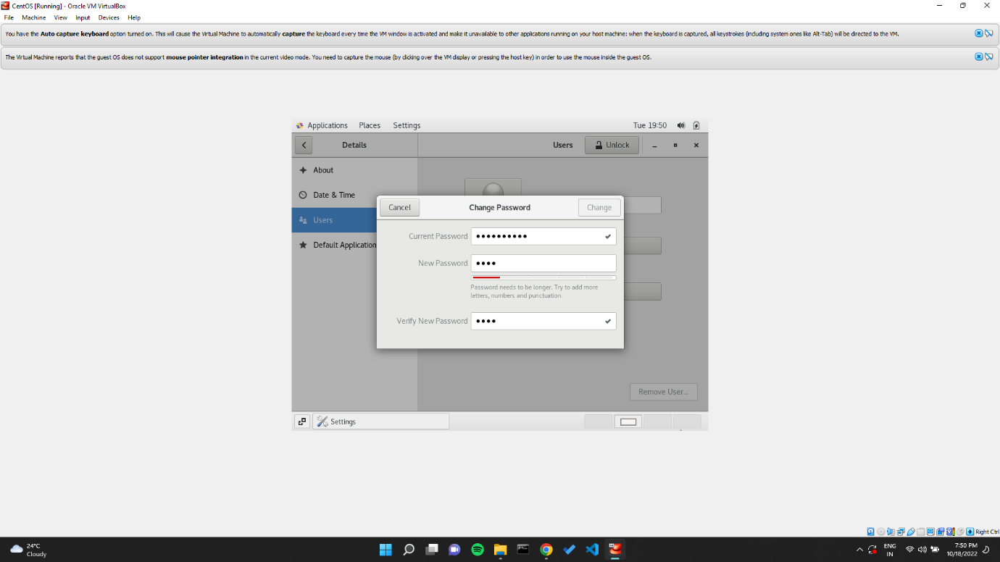 CentOS [Running] - Oracle VM VirtualBox
File Machine View Input Devices Help
You have the Auto capture keyboard option turned on. This will cause the Virtual Machine to automatically capture the keyboard every time the VM window is activated and make it unavailable to other applications running on your host machine: when the keyboard is captured, all keystrokes (including system ones like Alt-Tab) will be directed to the VM.
The Virtual Machine reports that the guest OS does not support mouse pointer integration in the current video mode. You need to capture the mouse (by clicking over the VM display or pressing the host key) in order to use the mouse inside the guest OS.
Applications Places Settings Tue 19:50
Details Users Unlock
About
Date & Time
Users
Default Application
Cancel Change Password Change
Current Password
New Password
Password needs to be longer. Try to add more
letters, numbers and punctuation.
Verify New Password
Remove User...
Settings
Right Ctrl
24°C
Cloudy
ENG
IN
7:50 PM
10/18/2022